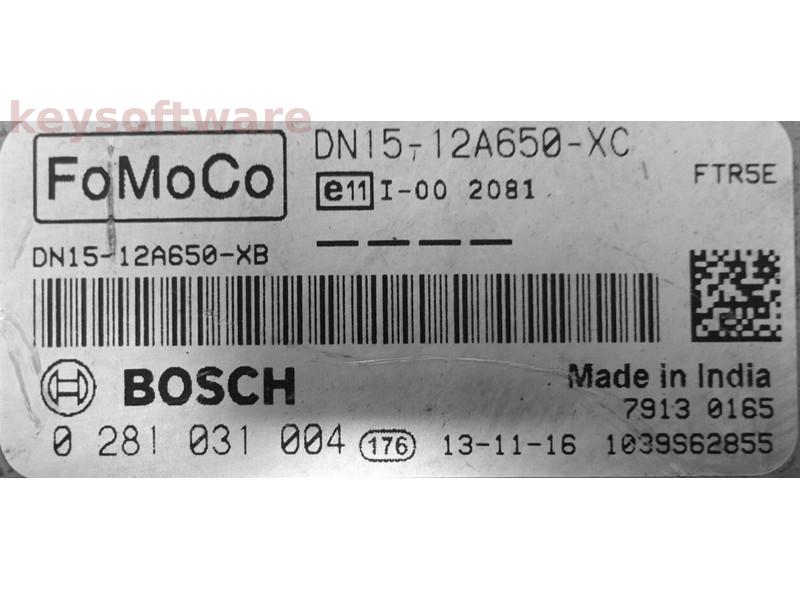 keysoftware
FoMoCo
DN15-12A650-XC
e11 I-00 2081
FTR5E
DN15-12A650-XB
BOSCH
Made in India
7913 0165
0 281 031 004 176 13-11-16 1039S62855